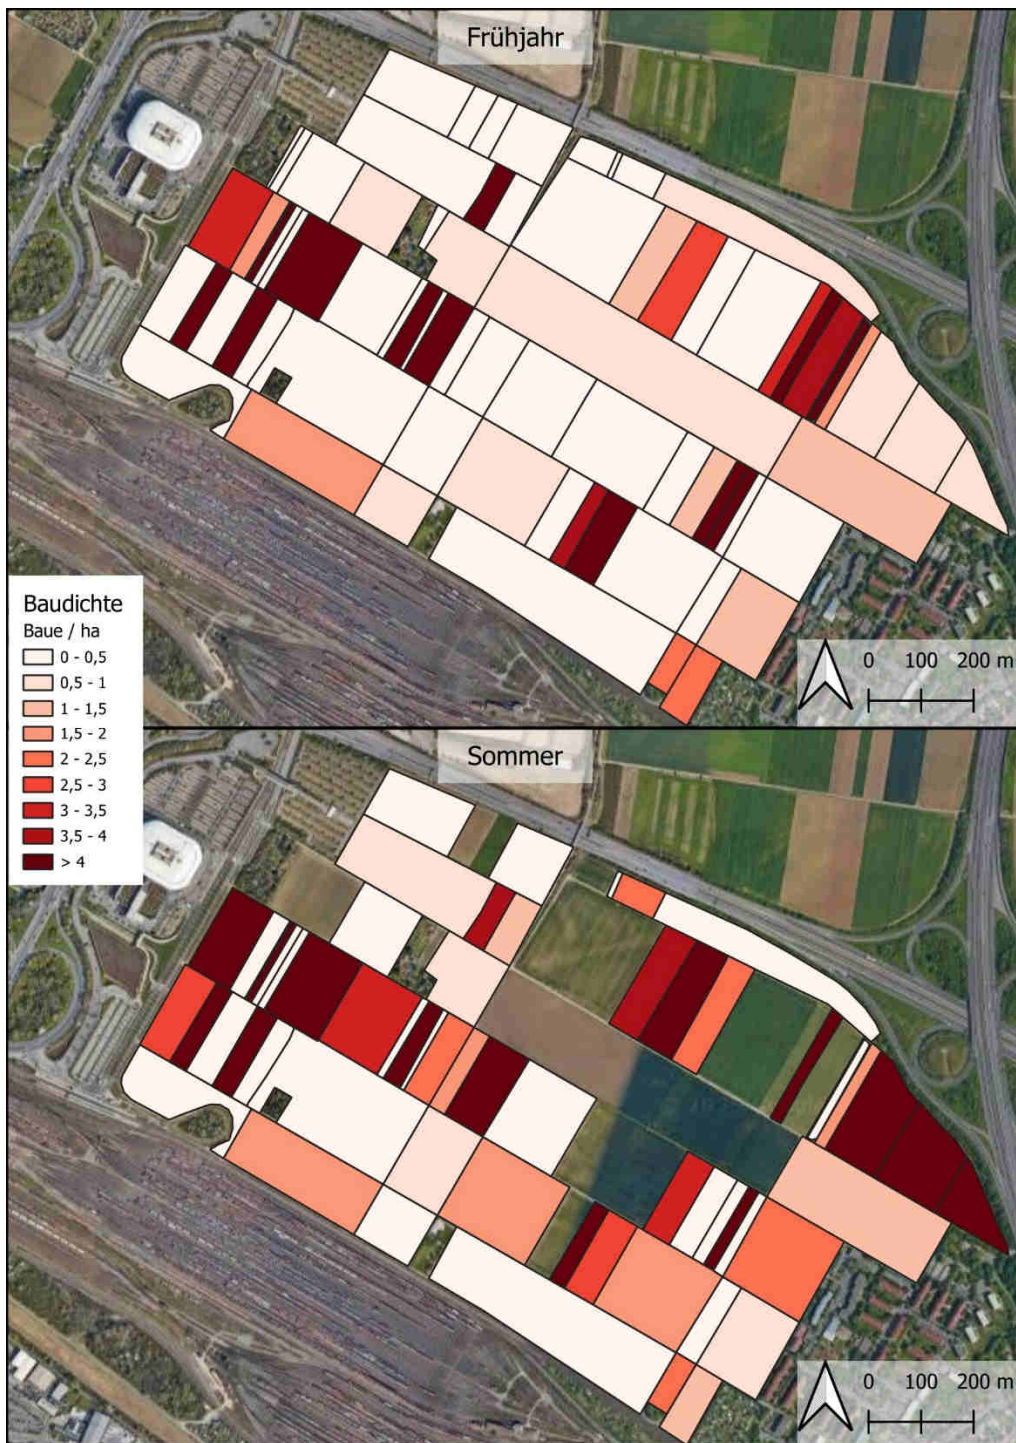 Frühjahr
Baudichte
Baue / ha
0 - 0,5
0,5 - 1
1 - 1,5
1,5 - 2
2 - 2,5
2,5 - 3
3 - 3,5
3,5 - 4
> 4
0 100 200 m
Sommer
0 100 200 m